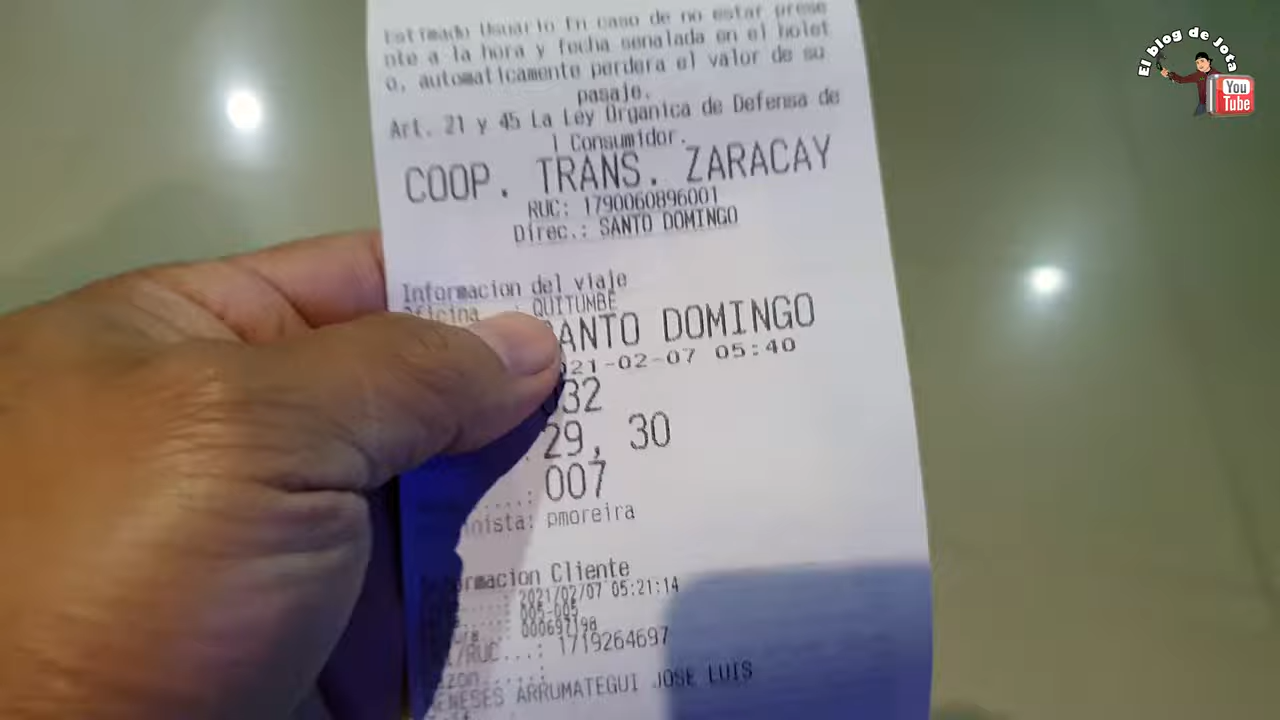 Estimado Usuario En caso de no estar prese
nte a la hora y fecha senalada en el bolet
o, automaticamente perdera el valor de su
pasaje.
Art. 21 y 45 La Ley Organica de Defensa de
l Consumidor.
COOP. TRANS. ZARACAY
RUC: 1790060896001
Direc.: SANTO DOMINGO
Informacion del viaje
Oficina : QUITUMBE
SANTO DOMINGO
021-02-07 05:40
032
29, 30
007
....:
nista: pmoreira
rmacion Cliente
....: 2021/02/07 05:21:14
....: 005-005
000697198
/RUC...: 1719264697
ENESES ARRUMATEGUI JOSE LUIS
El blog de Jota
You
Tube